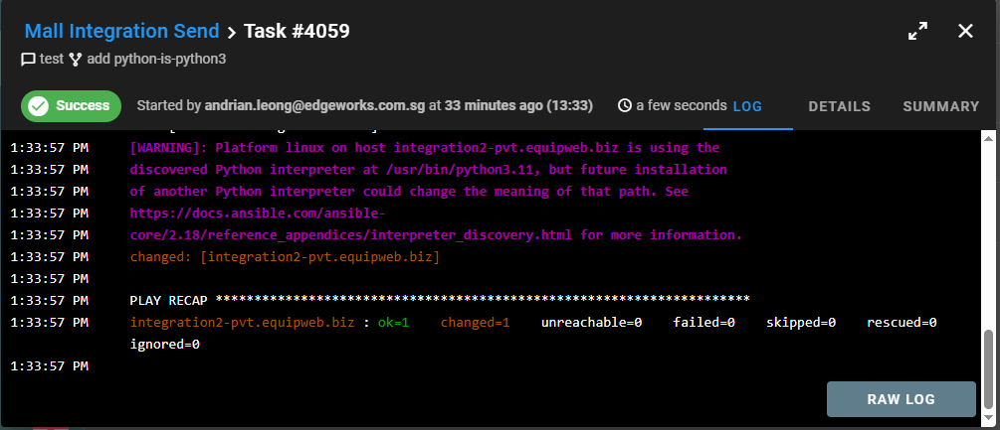 Mall Integration Send > Task #4059
test add python-is-python3
Success Started by andrian.leong@edgeworks.com.sg at 33 minutes ago (13:33) a few seconds LOG DETAILS SUMMARY
1:33:57 PM [WARNING]: Platform linux on host integration2-pvt.equipweb.biz is using the
1:33:57 PM discovered Python interpreter at /usr/bin/python3.11, but future installation
1:33:57 PM of another Python interpreter could change the meaning of that path. See
1:33:57 PM https://docs.ansible.com/ansible-
1:33:57 PM core/2.18/reference_appendices/interpreter_discovery.html for more information.
1:33:57 PM changed: [integration2-pvt.equipweb.biz]
1:33:57 PM
1:33:57 PM PLAY RECAP *********************************************************************
1:33:57 PM integration2-pvt.equipweb.biz : ok=1 changed=1 unreachable=0 failed=0 skipped=0 rescued=0
ignored=0
1:33:57 PM
RAW LOG